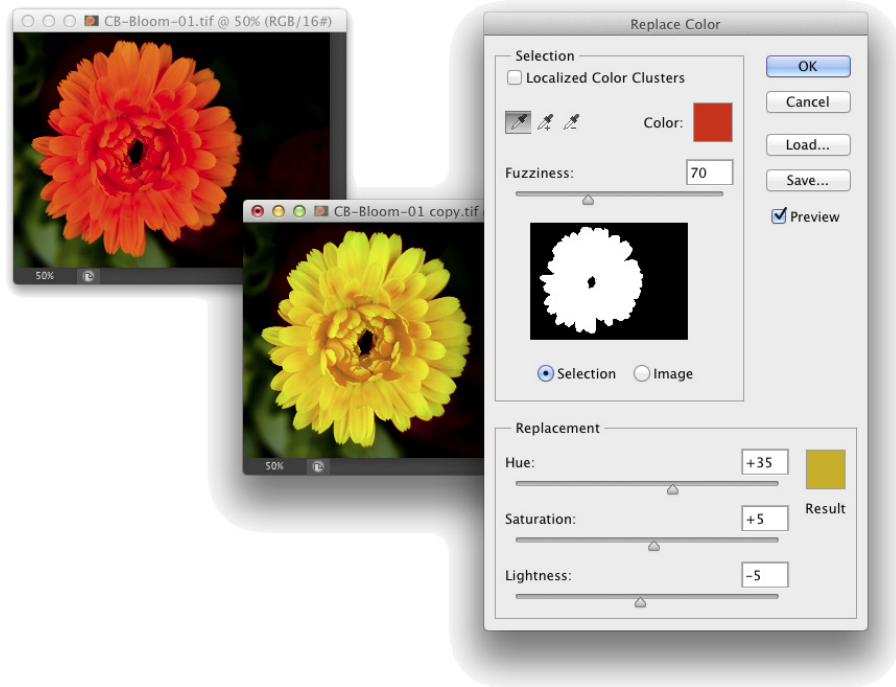 CB-Bloom-01.tif @ 50% (RGB/16#)
50%
CB-Bloom-01 copy.tif
50%
Replace Color
Selection
Localized Color Clusters
Color:
Fuzziness:
70
Selection
Image
OK
Cancel
Load...
Save...
Preview
Replacement
Hue:
+35
Saturation:
+5
Lightness:
-5
Result